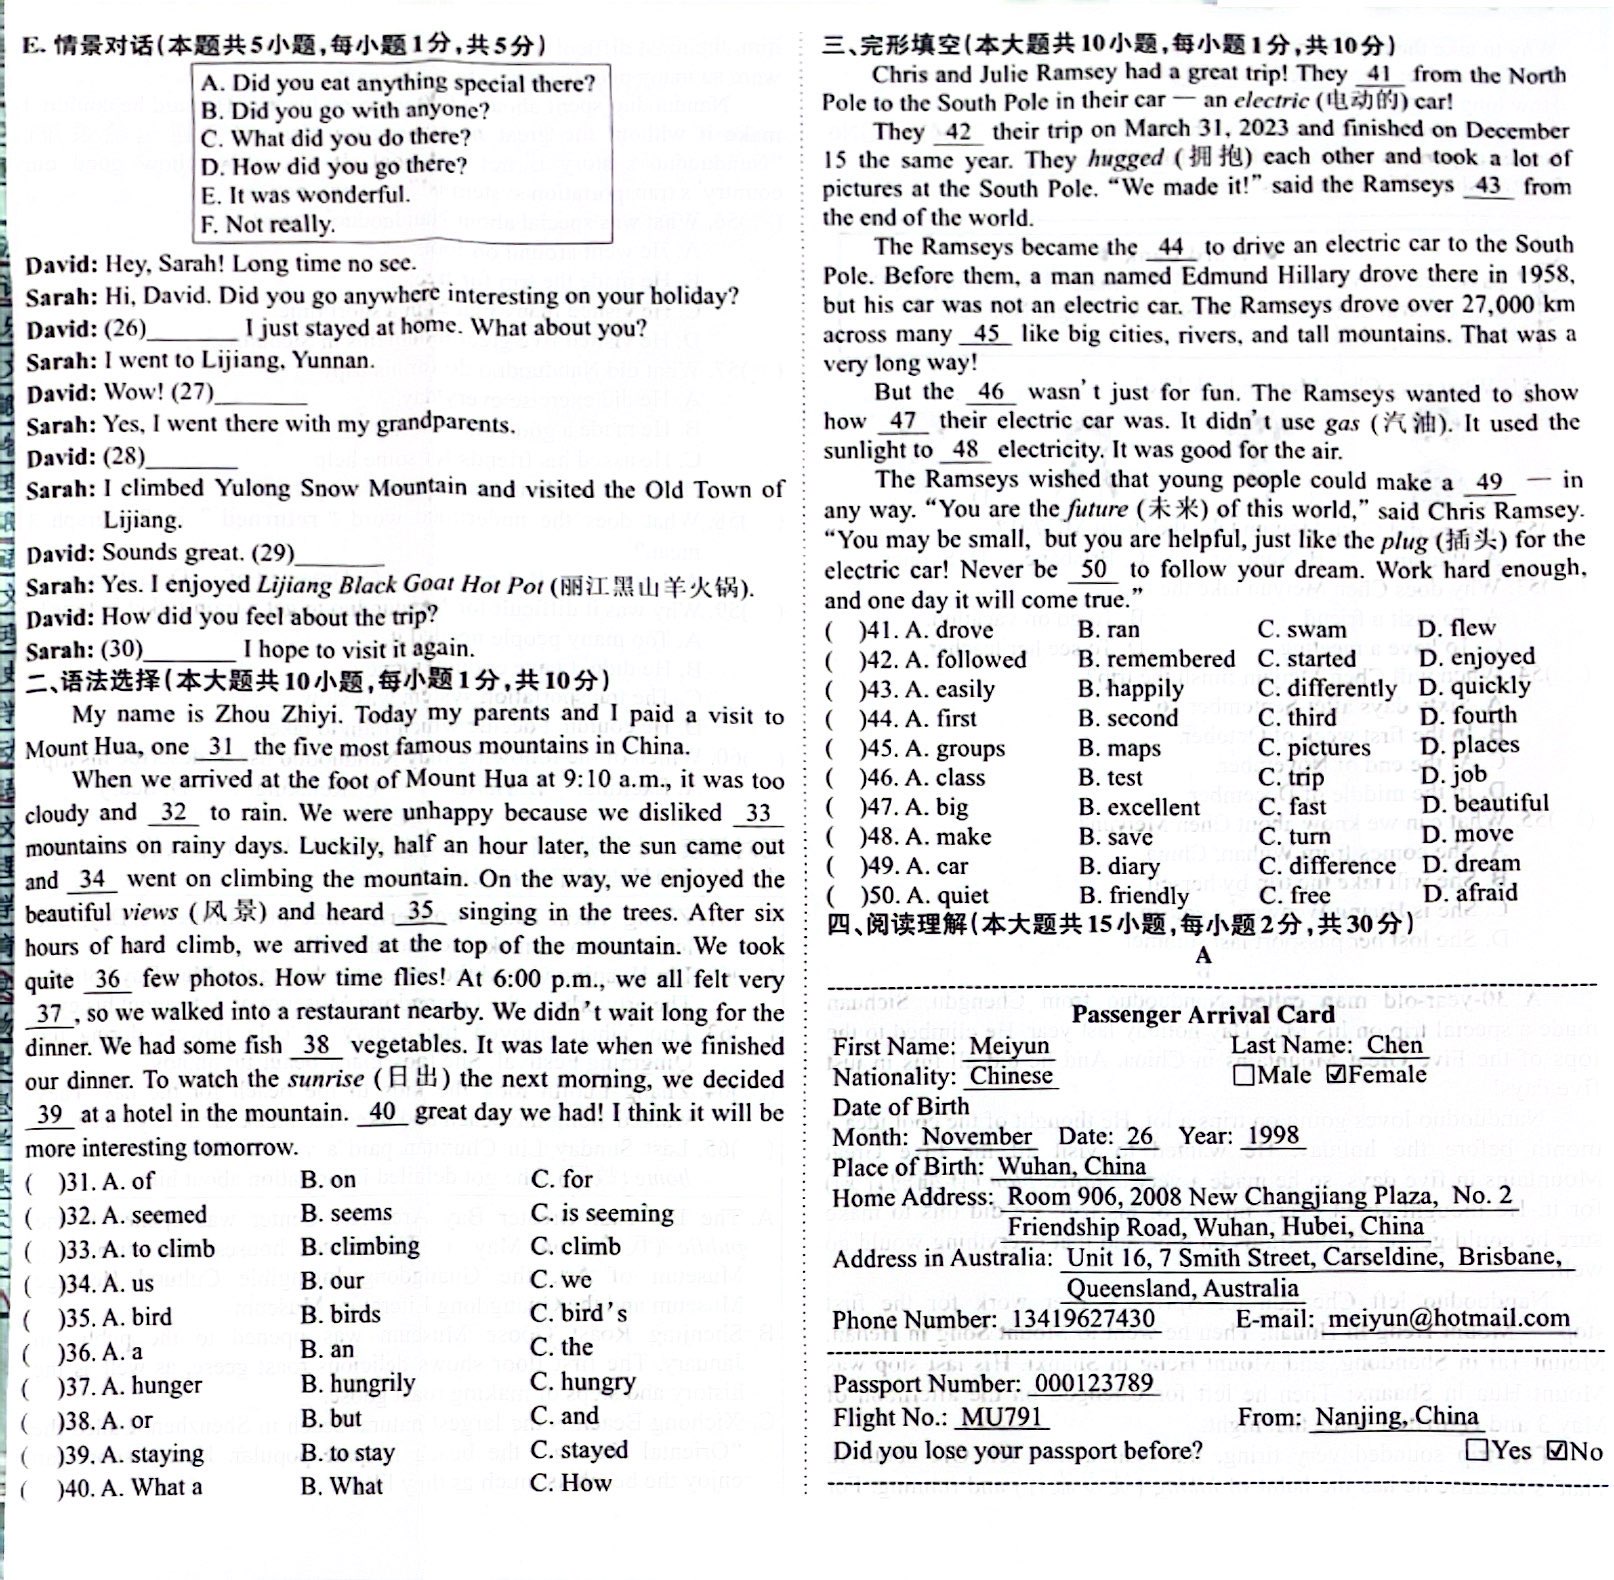 E. 情景对话(本题共5小题,每小题1分,共5分)
A. Did you eat anything special there?
B. Did you go with anyone?
C. What did you do there?
D. How did you go there?
E. It was wonderful.
F. Not really.
David: Hey, Sarah! Long time no see.
Sarah: Hi, David. Did you go anywhere interesting on your holiday?
David: (26)________ I just stayed at home. What about you?
Sarah: I went to Lijiang, Yunnan.
David: Wow! (27)________
Sarah: Yes, I went there with my grandparents.
David: (28)________
Sarah: I climbed Yulong Snow Mountain and visited the Old Town of
Lijiang.
David: Sounds great. (29)________
Sarah: Yes. I enjoyed Lijiang Black Goat Hot Pot (丽江黑山羊火锅).
David: How did you feel about the trip?
Sarah: (30)________ I hope to visit it again.
二、语法选择(本大题共10小题,每小题1分,共10分)
My name is Zhou Zhiyi. Today my parents and I paid a visit to
Mount Hua, one 31 the five most famous mountains in China.
When we arrived at the foot of Mount Hua at 9:10 a.m., it was too
cloudy and 32 to rain. We were unhappy because we disliked 33
mountains on rainy days. Luckily, half an hour later, the sun came out
and 34 went on climbing the mountain. On the way, we enjoyed the
beautiful views (风景) and heard 35 singing in the trees. After six
hours of hard climb, we arrived at the top of the mountain. We took
quite 36 few photos. How time flies! At 6:00 p.m., we all felt very
37, so we walked into a restaurant nearby. We didn't wait long for the
dinner. We had some fish 38 vegetables. It was late when we finished
our dinner. To watch the sunrise (日出) the next morning, we decided
39 at a hotel in the mountain. 40 great day we had! I think it will be
more interesting tomorrow.
( )31. A. of B. on C. for
( )32. A. seemed B. seems C. is seeming
( )33. A. to climb B. climbing C. climb
( )34. A. us B. our C. we
( )35. A. bird B. birds C. bird's
( )36. A. a B. an C. the
( )37. A. hunger B. hungrily C. hungry
( )38. A. or B. but C. and
( )39. A. staying B. to stay C. stayed
( )40. A. What a B. What C. How
三、完形填空(本大题共10小题,每小题1分,共10分)
Chris and Julie Ramsey had a great trip! They 41 from the North
Pole to the South Pole in their car — an electric (电动的) car!
They 42 their trip on March 31, 2023 and finished on December
15 the same year. They hugged (拥抱) each other and took a lot of
pictures at the South Pole. “We made it!” said the Ramseys 43 from
the end of the world.
The Ramseys became the 44 to drive an electric car to the South
Pole. Before them, a man named Edmund Hillary drove there in 1958,
but his car was not an electric car. The Ramseys drove over 27,000 km
across many 45 like big cities, rivers, and tall mountains. That was a
very long way!
But the 46 wasn't just for fun. The Ramseys wanted to show
how 47 their electric car was. It didn't use gas (汽油). It used the
sunlight to 48 electricity. It was good for the air.
The Ramseys wished that young people could make a 49 — in
any way. “You are the future (未来) of this world,” said Chris Ramsey.
“You may be small, but you are helpful, just like the plug (插头) for the
electric car! Never be 50 to follow your dream. Work hard enough,
and one day it will come true.”
( )41. A. drove B. ran C. swam D. flew
( )42. A. followed B. remembered C. started D. enjoyed
( )43. A. easily B. happily C. differently D. quickly
( )44. A. first B. second C. third D. fourth
( )45. A. groups B. maps C. pictures D. places
( )46. A. class B. test C. trip D. job
( )47. A. big B. excellent C. fast D. beautiful
( )48. A. make B. save C. turn D. move
( )49. A. car B. diary C. difference D. dream
( )50. A. quiet B. friendly C. free D. afraid
四、阅读理解(本大题共15小题,每小题2分,共30分)
A
Passenger Arrival Card
First Name: Meiyun Last Name: Chen
Nationality: Chinese □Male ☑Female
Date of Birth
Month: November Date: 26 Year: 1998
Place of Birth: Wuhan, China
Home Address: Room 906, 2008 New Changjiang Plaza, No. 2
Friendship Road, Wuhan, Hubei, China
Address in Australia: Unit 16, 7 Smith Street, Carseldine, Brisbane,
Queensland, Australia
Phone Number: 13419627430 E-mail: meiyun@hotmail.com
Passport Number: 000123789
Flight No.: MU791 From: Nanjing, China
Did you lose your passport before? □Yes ☑No